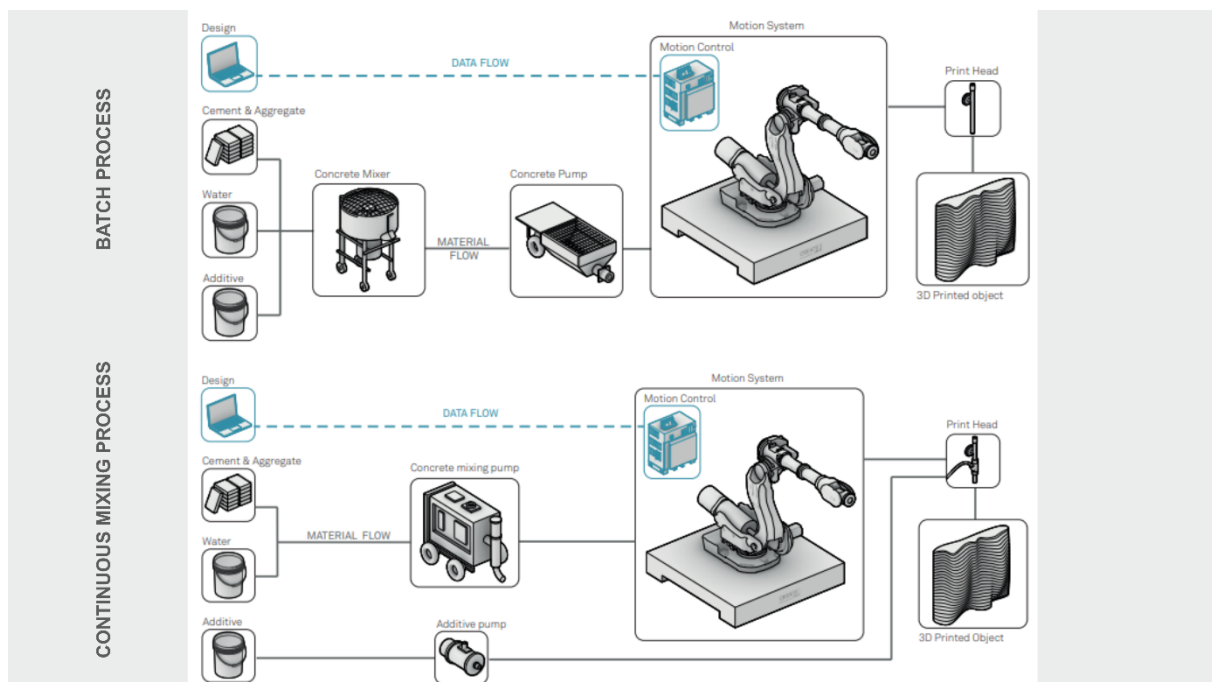 BATCH PROCESS
Design
DATA FLOW
Motion System
Motion Control
Print Head
Cement & Aggregate
Water
Additive
Concrete Mixer
MATERIAL
FLOW
Concrete Pump
3D Printed object
CONTINUOUS MIXING PROCESS
Design
DATA FLOW
Motion System
Motion Control
Print Head
Cement & Aggregate
Water
MATERIAL FLOW
Concrete mixing pump
Additive
Additive pump
3D Printed Object